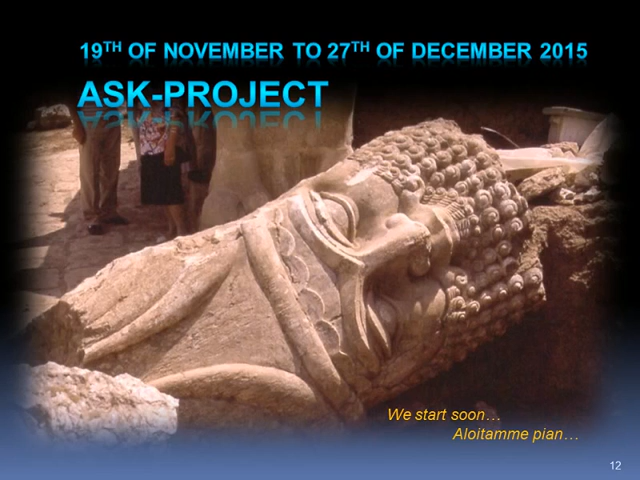 19TH OF NOVEMBER TO 27TH OF DECEMBER 2015
ASK-PROJECT
We start soon…
Aloitamme pian…
12